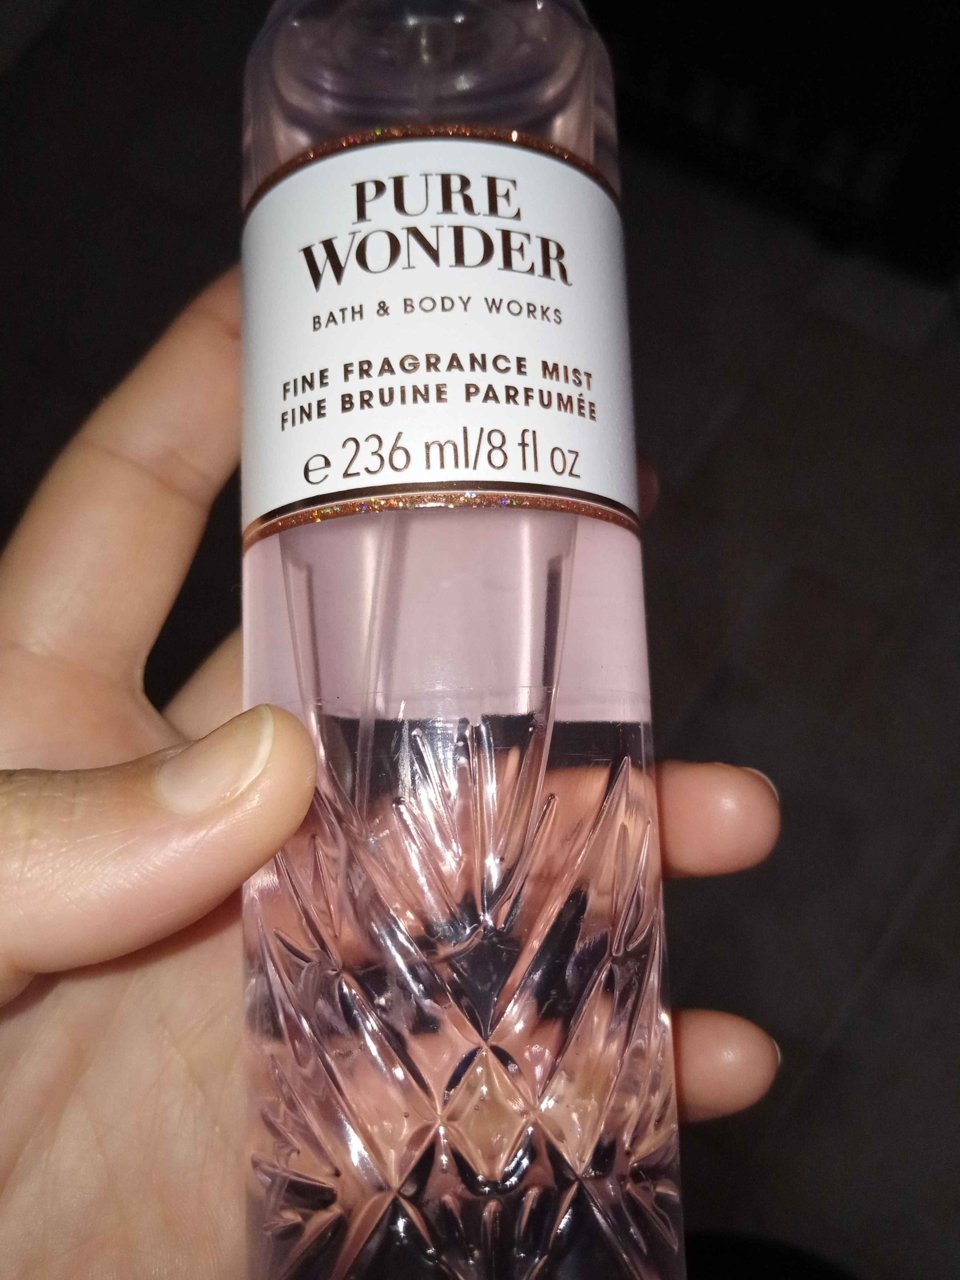 PURE
WONDER
BATH & BODY WORKS
FINE FRAGRANCE MIST
FINE BRUINE PARFUMÉE
e 236 ml/8 fl oz